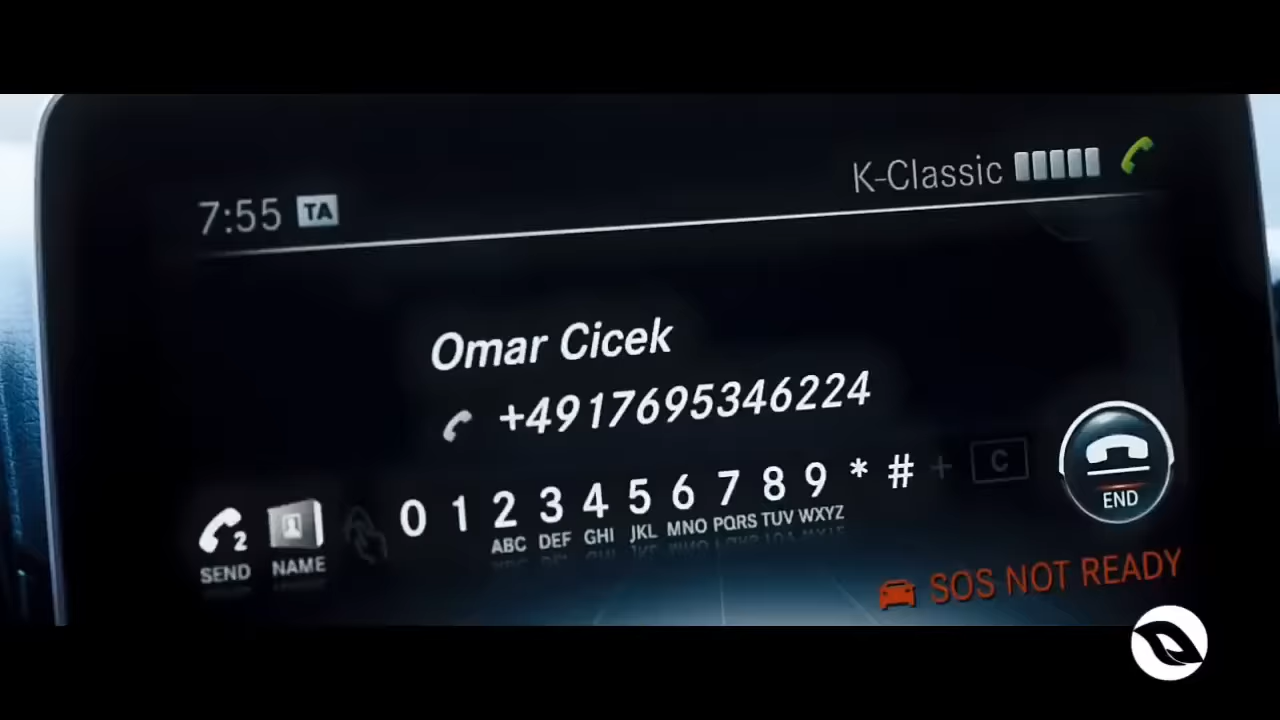 7:55 TA K-Classic
Omar Cicek
+4917695346224
0 1 2 3 4 5 6 7 8 9 * # + C
ABC DEF GHI JKL MNO PQRS TUV WXYZ
2
SEND NAME END
SOS NOT READY